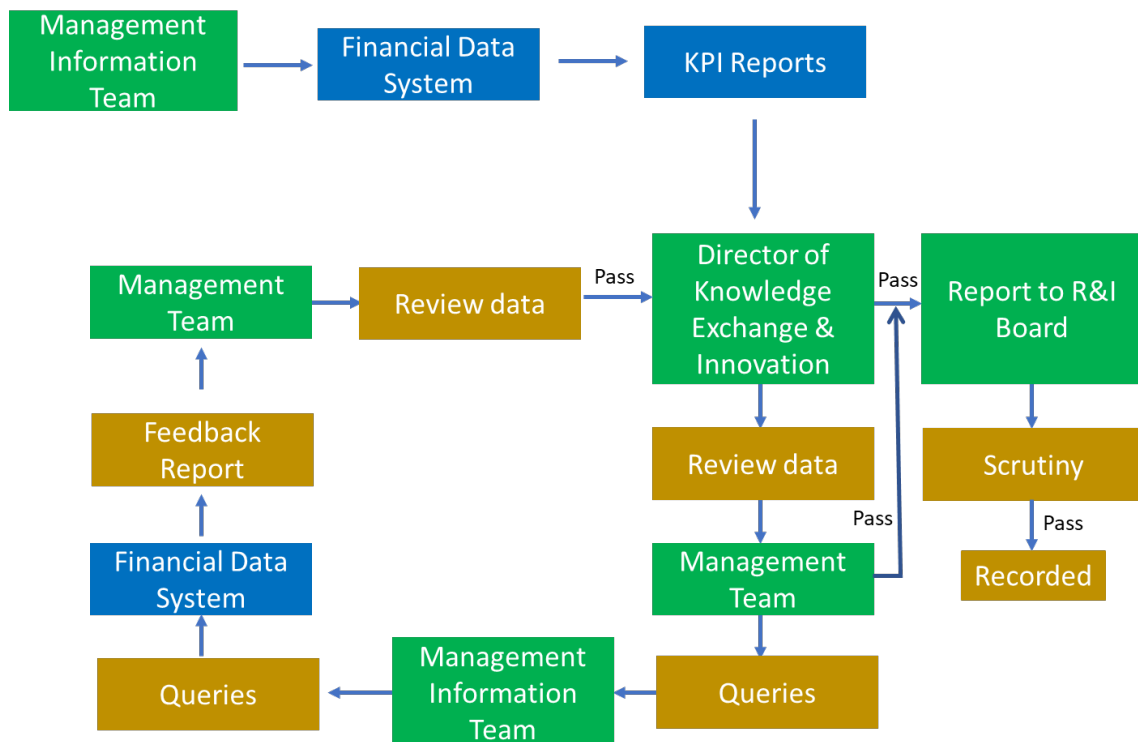 Management
Information
Team
Financial Data
System
KPI Reports
Director of
Knowledge
Exchange &
Innovation
Pass
Report to R&I
Board
Management
Team
Review data
Pass
Feedback
Report
Review data
Scrutiny
Pass
Pass
Financial Data
System
Management
Team
Recorded
Queries
Management
Information
Team
Queries